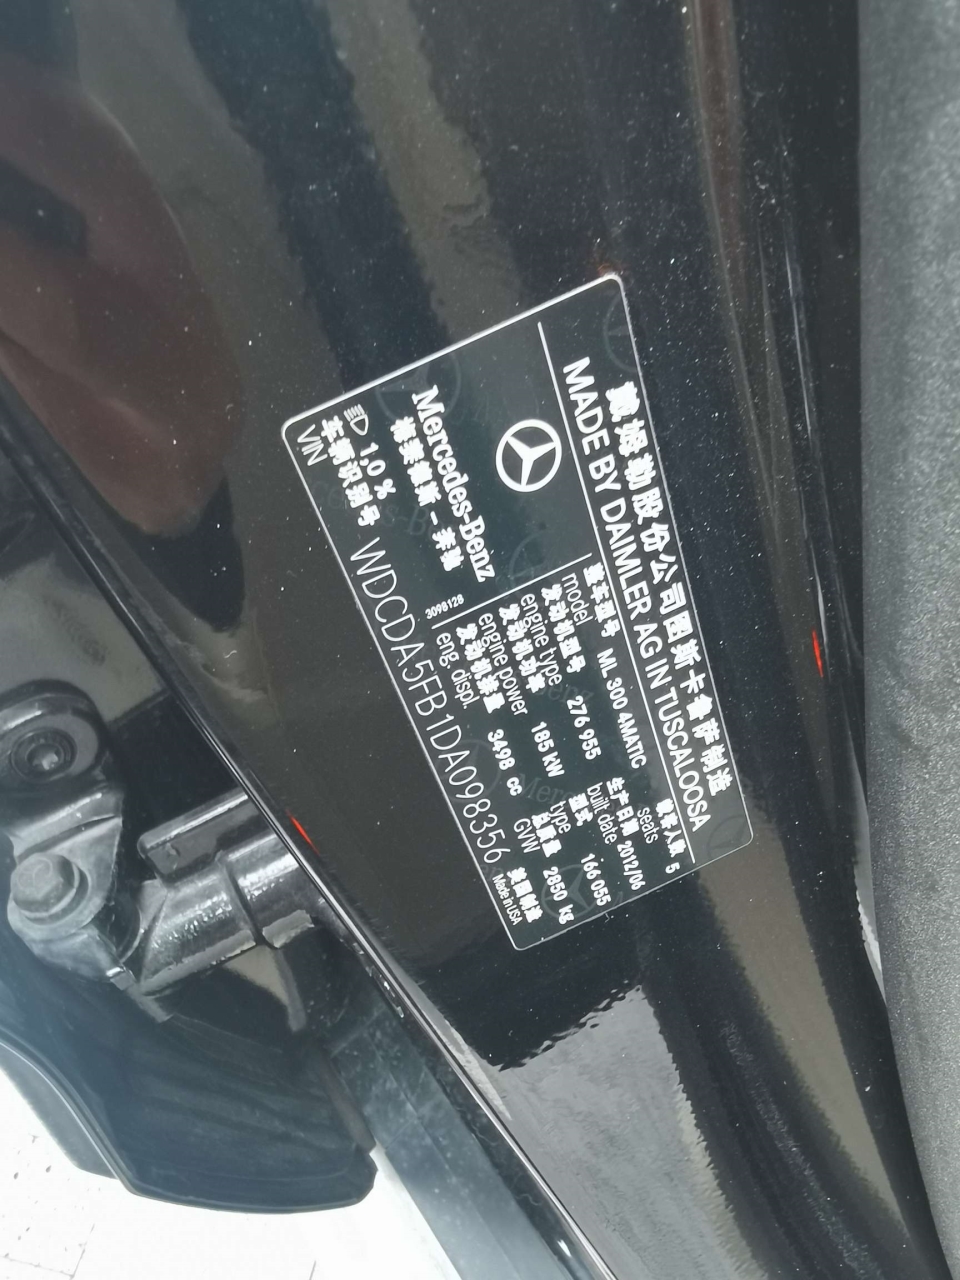 戴姆勒股份公司图斯卡鲁萨制造
MADE BY DAIMLER AG IN TUSCALOOSA
Mercedes-Benz
梅赛德斯-奔驰
整车型号 ML 300 4MATIC 乘坐人数 5
model seats
发动机型号 276 955 生产日期 2012/06
engine type built date
发动机功率 185 kW 型式 166 055
engine power type
发动机排量 3498 cc 总质量 2850 kg
eng. displ. GVW
1,0 % 3098128
车辆识别号 WDCDA5FB1DA098356 美国制造
VIN Made in USA